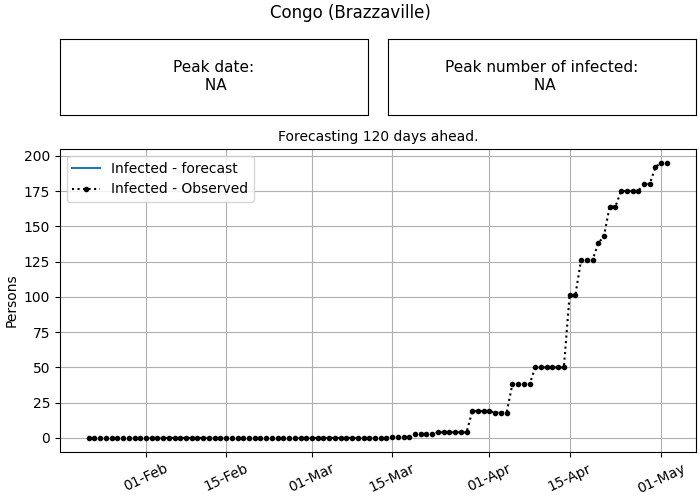 Congo (Brazzaville)
Peak date:
NA
Peak number of infected:
NA
Forecasting 120 days ahead.
Infected - forecast
Infected - Observed
Persons
200
175
150
125
100
75
50
25
0
01-Feb
15-Feb
01-Mar
15-Mar
01-Apr
15-Apr
01-May